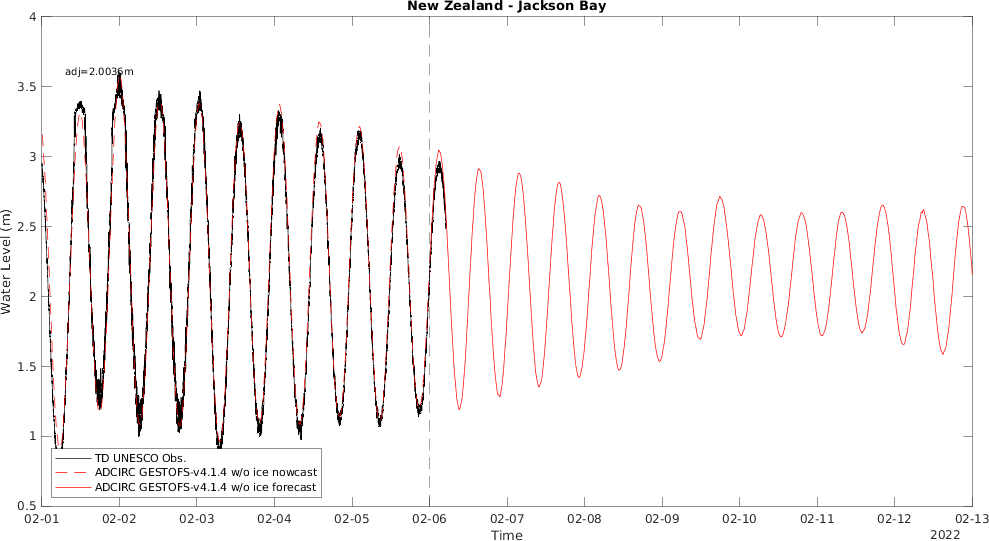 New Zealand - Jackson Bay
4
adj=2.0036m
3.5
3
2.5
2
1.5
1
0.5
Water Level (m)
TD UNESCO Obs.
ADCIRC GESTOFS-v4.1.4 w/o ice nowcast
ADCIRC GESTOFS-v4.1.4 w/o ice forecast
02-01 02-02 02-03 02-04 02-05 02-06 02-07 02-08 02-09 02-10 02-11 02-12 02-13
Time
2022